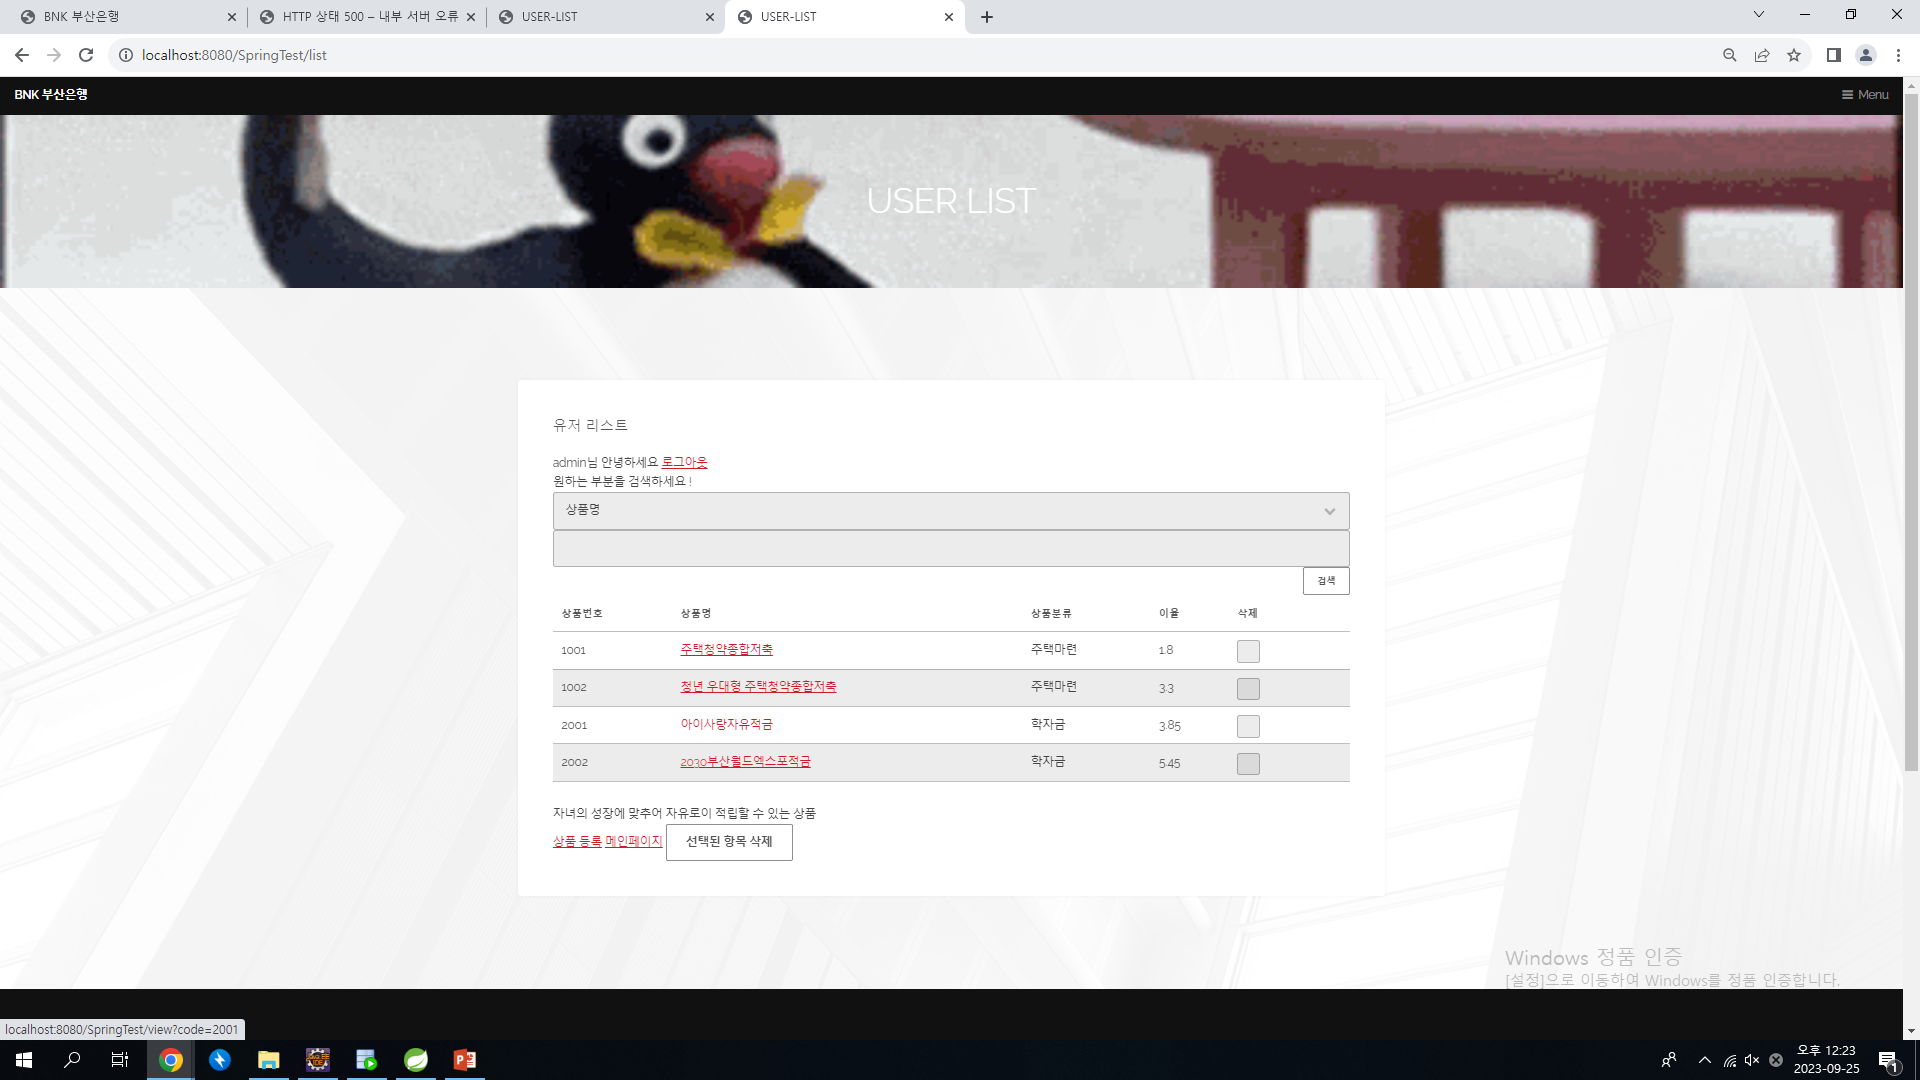 BNK 부산은행
HTTP 상태 500 – 내부 서버 오류
USER-LIST
USER-LIST
localhost:8080/SpringTest/list
BNK 부산은행
Menu
USER LIST
유저 리스트
admin님 안녕하세요 로그아웃
원하는 부분을 검색하세요 !
상품명
검색
상품번호 상품명 상품분류 이율 삭제
1001 주택청약종합저축 주택마련 1.8
1002 청년 우대형 주택청약종합저축 주택마련 3.3
2001 아이사랑자유적금 학자금 3.85
2002 2030부산월드엑스포적금 학자금 5.45
자녀의 성장에 맞추어 자유로이 적립할 수 있는 상품
상품 등록 메인페이지 선택된 항목 삭제
Windows 정품 인증
[설정]으로 이동하여 Windows를 정품 인증합니다.
localhost:8080/SpringTest/view?code=2001
오후 12:23
2023-09-25
1